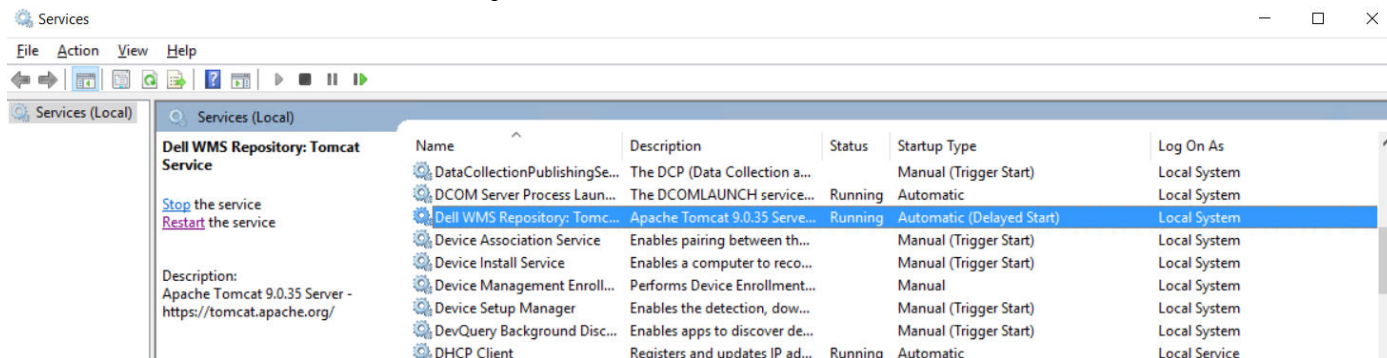 Services
File Action View Help
Services (Local)
Services (Local)
Dell WMS Repository: Tomcat
Service
Stop the service
Restart the service
Description:
Apache Tomcat 9.0.35 Server -
https://tomcat.apache.org/
Name Description Status Startup Type Log On As
DataCollectionPublishingSe... The DCP (Data Collection a... Manual (Trigger Start) Local System
DCOM Server Process Laun... The DCOMLAUNCH service... Running Automatic Local System
Dell WMS Repository: Tomc... Apache Tomcat 9.0.35 Serve... Running Automatic (Delayed Start) Local System
Device Association Service Enables pairing between th... Manual (Trigger Start) Local System
Device Install Service Enables a computer to reco... Manual (Trigger Start) Local System
Device Management Enroll... Performs Device Enrollment... Manual Local System
Device Setup Manager Enables the detection, dow... Manual (Trigger Start) Local System
DevQuery Background Disc... Enables apps to discover de... Manual (Trigger Start) Local System
DHCP Client Registers and updates IP ad... Running Automatic Local Service